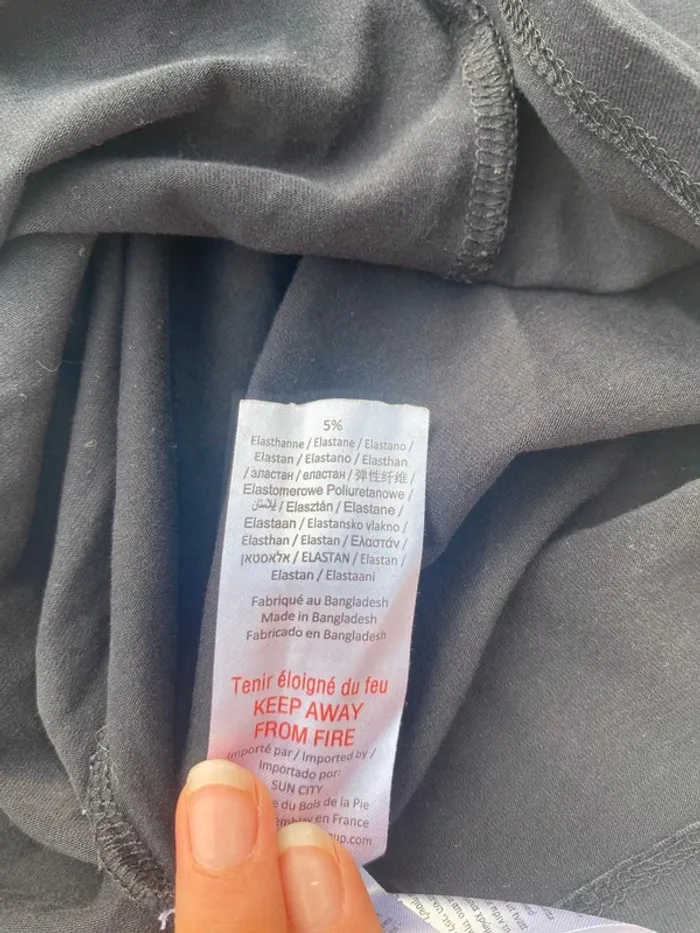 5%
Elasthanne / Elastane / Elastano /
Elastan / Elastano / Elasthan
/ эластан / еластан / 弹性纤维 /
Elastomerowe Poliuretanowe /
إيلاستان / Elasztán / Elastane /
Elastaan / Elastansko vlakno /
Elasthan / Elastan / Ελαστάν /
אלאסטאן / ELASTAN / Elastan /
Elastan / Elastaani
Fabriqué au Bangladesh
Made in Bangladesh
Fabricado en Bangladesh
Tenir éloigné du feu
KEEP AWAY
FROM FIRE
Importé par / Imported by /
Importado por:
SUN CITY
du Bois de la Pie
en France